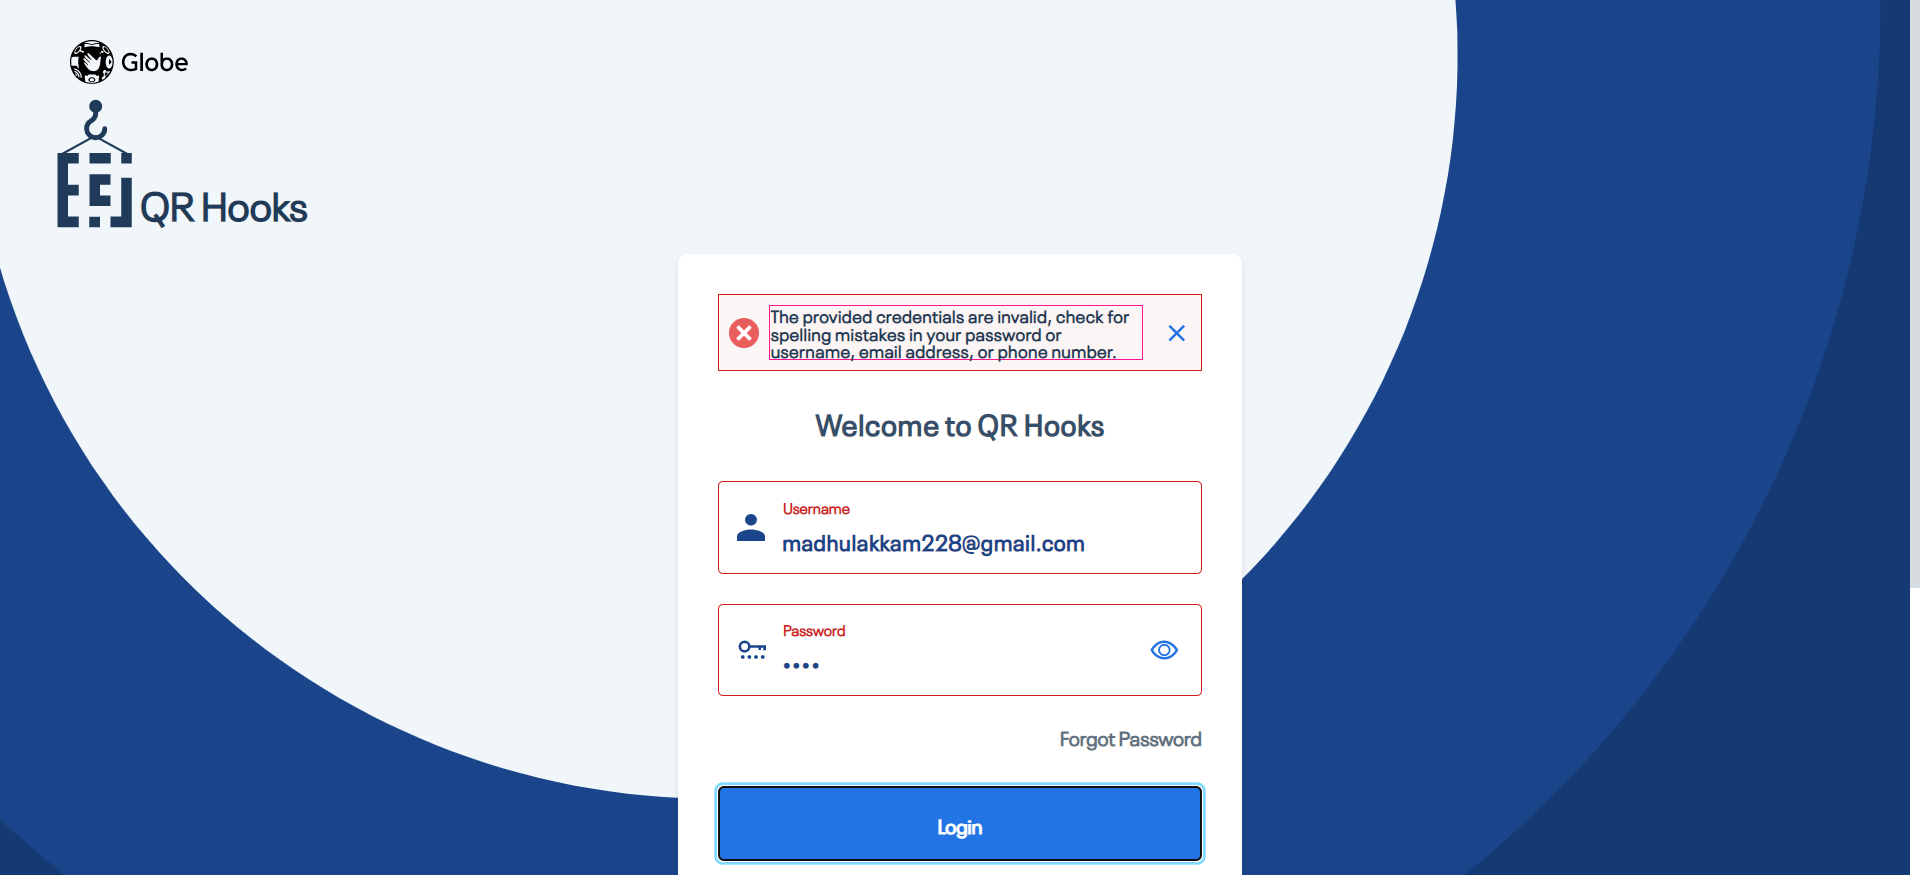 Globe
QR Hooks
The provided credentials are invalid, check for
spelling mistakes in your password or
username, email address, or phone number.
Welcome to QR Hooks
Username
madhulakkam228@gmail.com
Password
••••
Forgot Password
Login